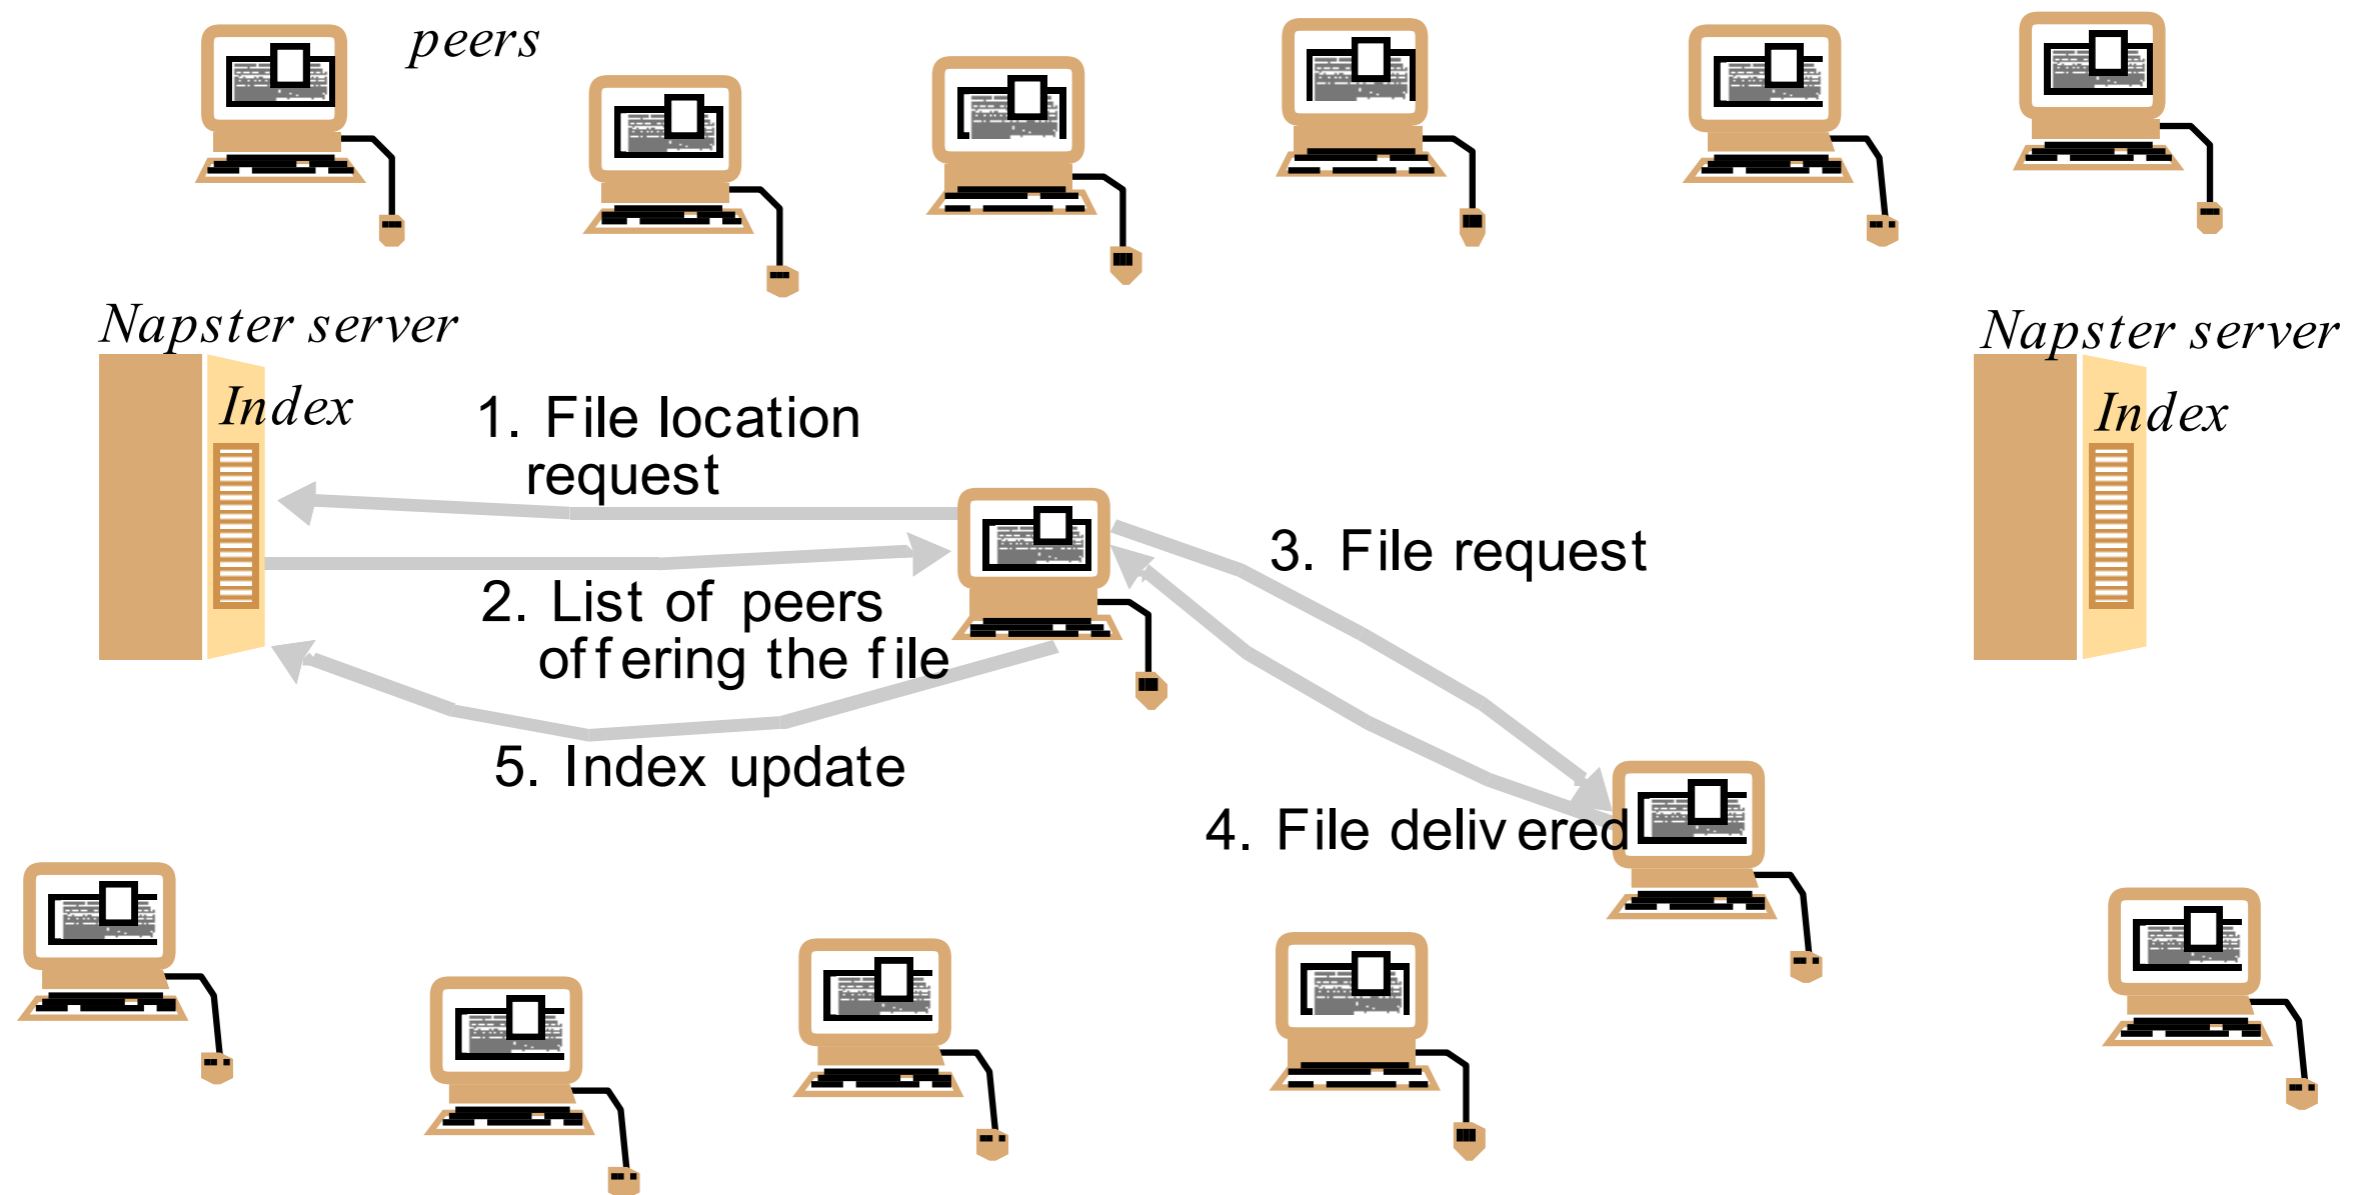 peers
Napster server
Index
Napster server
Index
1. File location
request
2. List of peers
offering the file
3. File request
5. Index update
4. File delivered